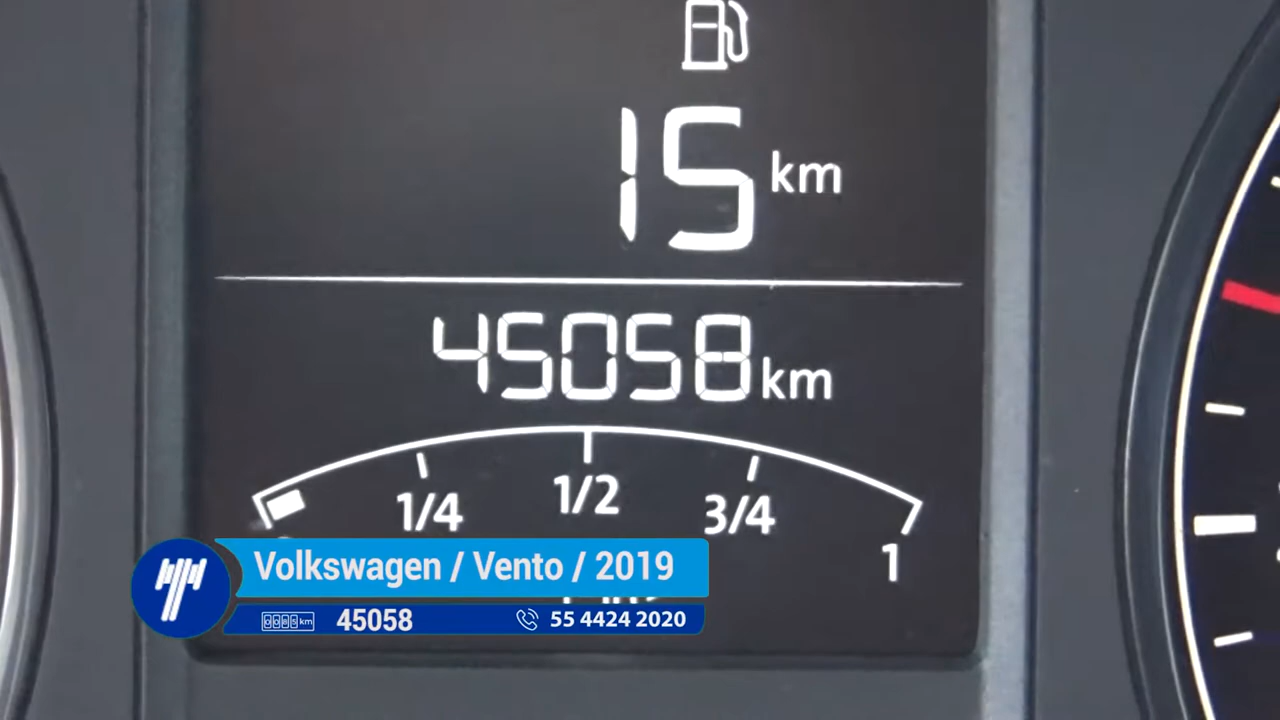 15 km
45058 km
1/4 1/2 3/4 1
Volkswagen / Vento / 2019
45058 55 4424 2020